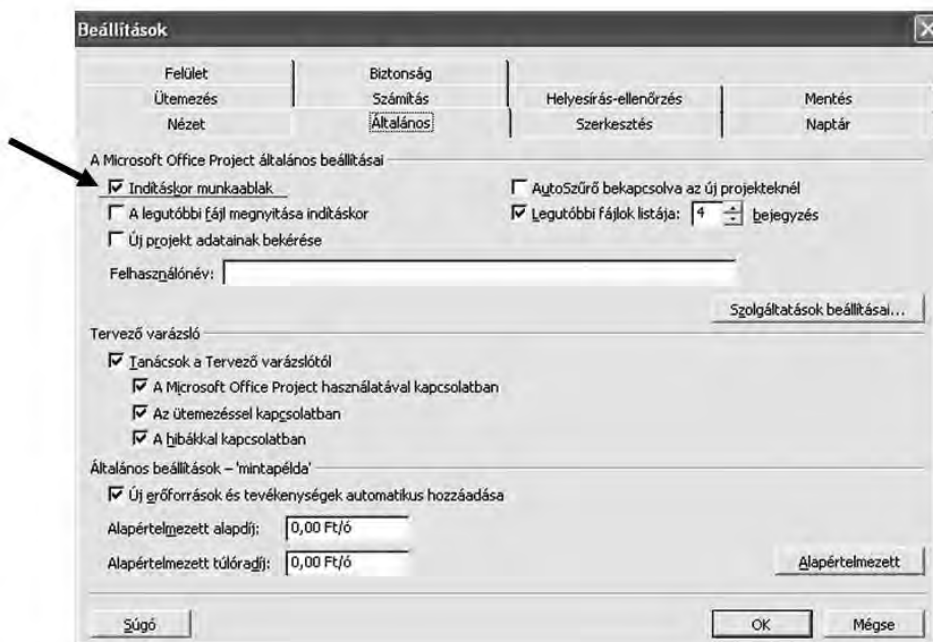 Beállítások
Felület Biztonság
Ütemezés Számítás Helyesírás-ellenőrzés Mentés
Nézet Általános Szerkesztés Naptár
A Microsoft Office Project általános beállításai
Indításkor munkaablak AutoSzűrő bekapcsolva az új projekteknél
A legutóbbi fájl megnyitása indításkor Legutóbbi fájlok listája: 4 bejegyzés
Új projekt adatainak bekérése
Felhasználónév:
Szolgáltatások beállításai...
Tervező varázsló
Tanácsok a Tervező varázslótól
A Microsoft Office Project használatával kapcsolatban
Az ütemezéssel kapcsolatban
A hibákkal kapcsolatban
Általános beállítások – 'mintapélda'
Új erőforrások és tevékenységek automatikus hozzáadása
Alapértelmezett alapdíj: 0,00 Ft/ó
Alapértelmezett túlóradíj: 0,00 Ft/ó Alapértelmezett
Súgó OK Mégse